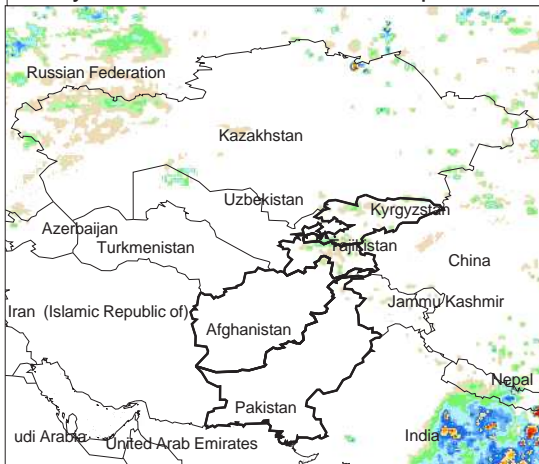 Russian Federation
Kazakhstan
Uzbekistan
Kyrgyzstan
Azerbaijan
Turkmenistan
Tajikistan
China
Iran (Islamic Republic of)
Jammu/Kashmir
Afghanistan
Nepal
Pakistan
India
udi Arabia
United Arab Emirates